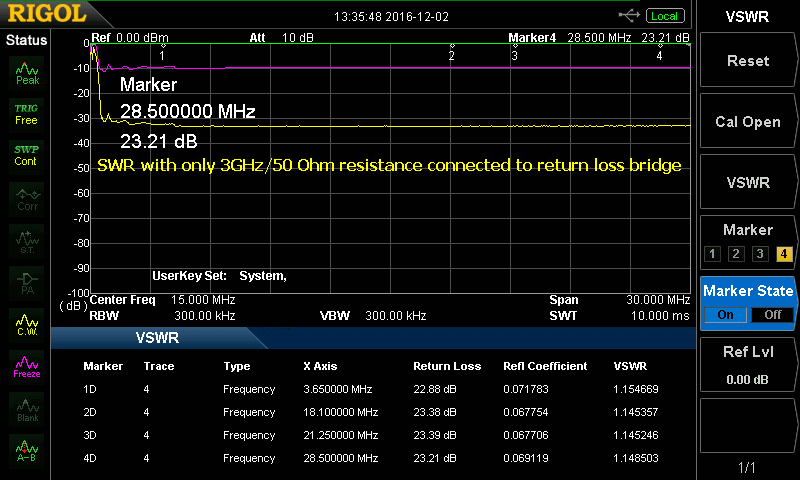 RIGOL
13:35:48 2016-12-02
Local
VSWR
Status
Ref 0.00 dBm Att 10 dB Marker4 28.500 MHz 23.21 dB
Peak
TRIG
Free
SWP
Cont
Corr
S.T.
PA
C.W.
Freeze
Blank
A-B
0
-10
-20
-30
-40
-50
-60
-70
-80
-90
-100
(dB)
1 2 3 4
Marker
28.500000 MHz
23.21 dB
SWR with only 3GHz/50 Ohm resistance connected to return loss bridge
UserKey Set: System,
Center Freq 15.000 MHz Span 30.000 MHz
RBW 300.00 kHz VBW 300.00 kHz SWT 10.000 ms
VSWR
Marker Trace Type X Axis Return Loss Refl Coefficient VSWR
1D 4 Frequency 3.650000 MHz 22.88 dB 0.071783 1.154669
2D 4 Frequency 18.100000 MHz 23.38 dB 0.067754 1.145357
3D 4 Frequency 21.250000 MHz 23.39 dB 0.067706 1.145246
4D 4 Frequency 28.500000 MHz 23.21 dB 0.069119 1.148503
Reset
Cal Open
VSWR
Marker
1 2 3 4
Marker State
On Off
Ref Lvl
0.00 dB
1/1